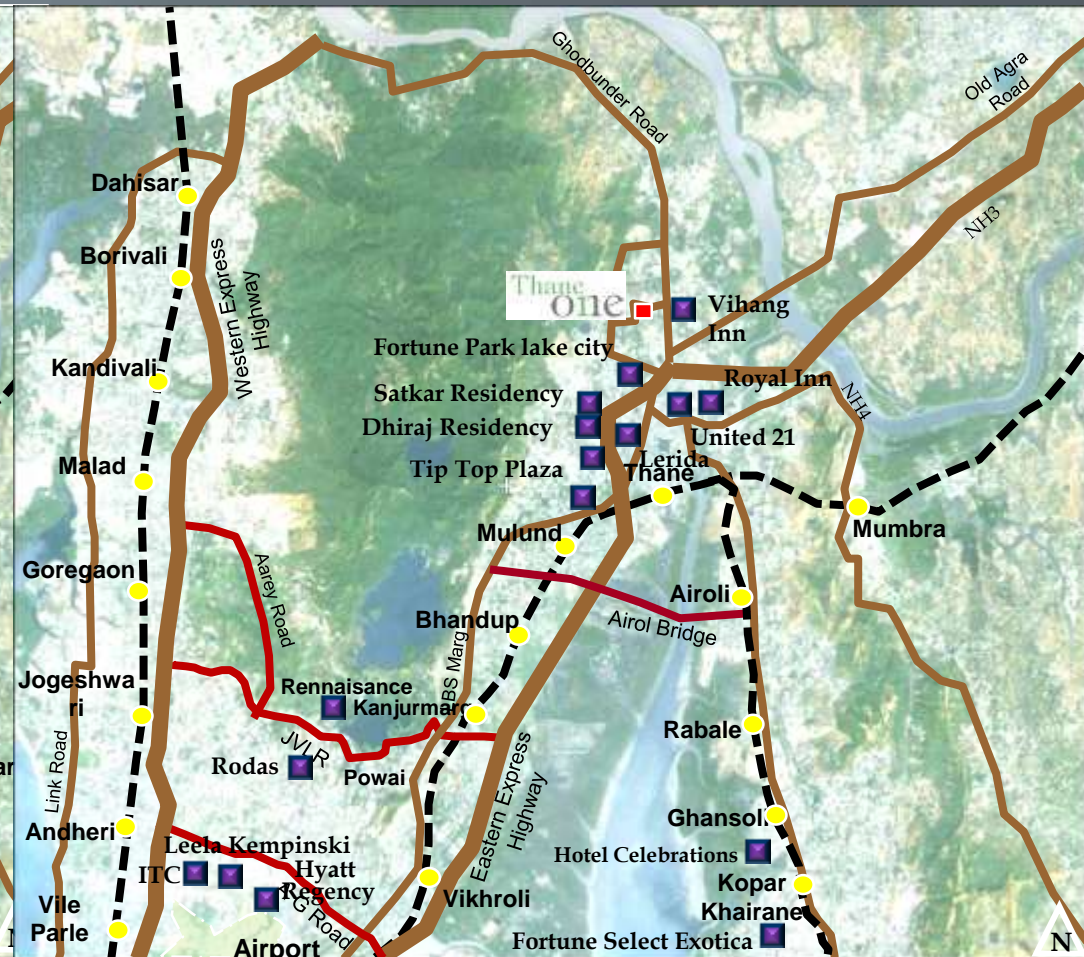 Ghodbunder Road
Old Agra
Road
Dahisar
NH3
Borivali
Western Express
Highway
Thane
one
Vihang
Inn
Fortune Park lake city
Kandivali
Royal Inn
Satkar Residency
NH4
Dhiraj Residency
United 21
Lerida
Malad
Tip Top Plaza
Thane
Mulund
Mumbra
Goregaon
Aarey Road
Airoli
Bhandup
Airol Bridge
BS Marg
Jogeshwa
ri
Rennaisance
Kanjurmarg
Rabale
JVLR
Rodas
Powai
Link Road
Eastern Express
Highway
Ghansoli
Andheri
Leela Kempinski
Hotel Celebrations
ITC
Hyatt
Regency
Kopar
Khairane
Vikhroli
Vile
Parle
G Road
Airport
Fortune Select Exotica
N